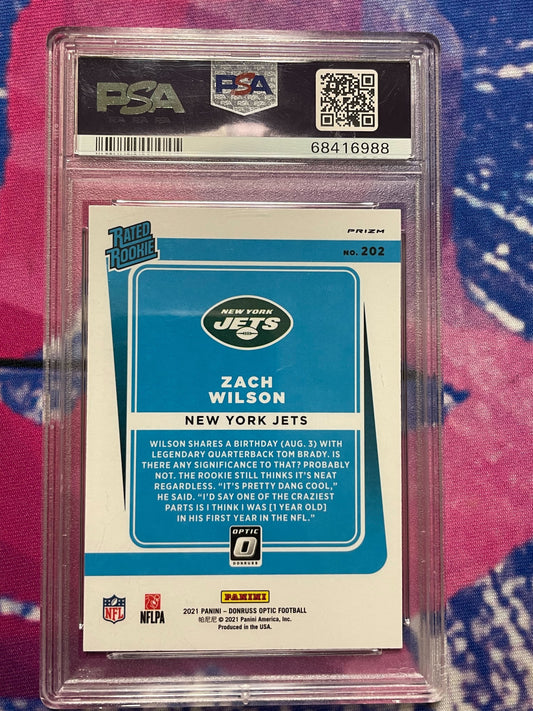 PSA
PSA
68416988
RATED
ROOKIE
PRIZM
NO. 202
NEW YORK
JETS
ZACH
WILSON
NEW YORK JETS
WILSON SHARES A BIRTHDAY (AUG. 3) WITH
LEGENDARY QUARTERBACK TOM BRADY. IS
THERE ANY SIGNIFICANCE TO THAT? PROBABLY
NOT. THE ROOKIE STILL THINKS IT'S NEAT
REGARDLESS. “IT'S PRETTY DANG COOL,”
HE SAID. “I'D SAY ONE OF THE CRAZIEST
PARTS IS I THINK I WAS [1 YEAR OLD]
IN HIS FIRST YEAR IN THE NFL.”
OPTIC
DONRUSS
NFL
NFLPA
PANINI
2021 PANINI – DONRUSS OPTIC FOOTBALL
帕尼尼 © 2021 Panini America, Inc.
Produced in the USA.